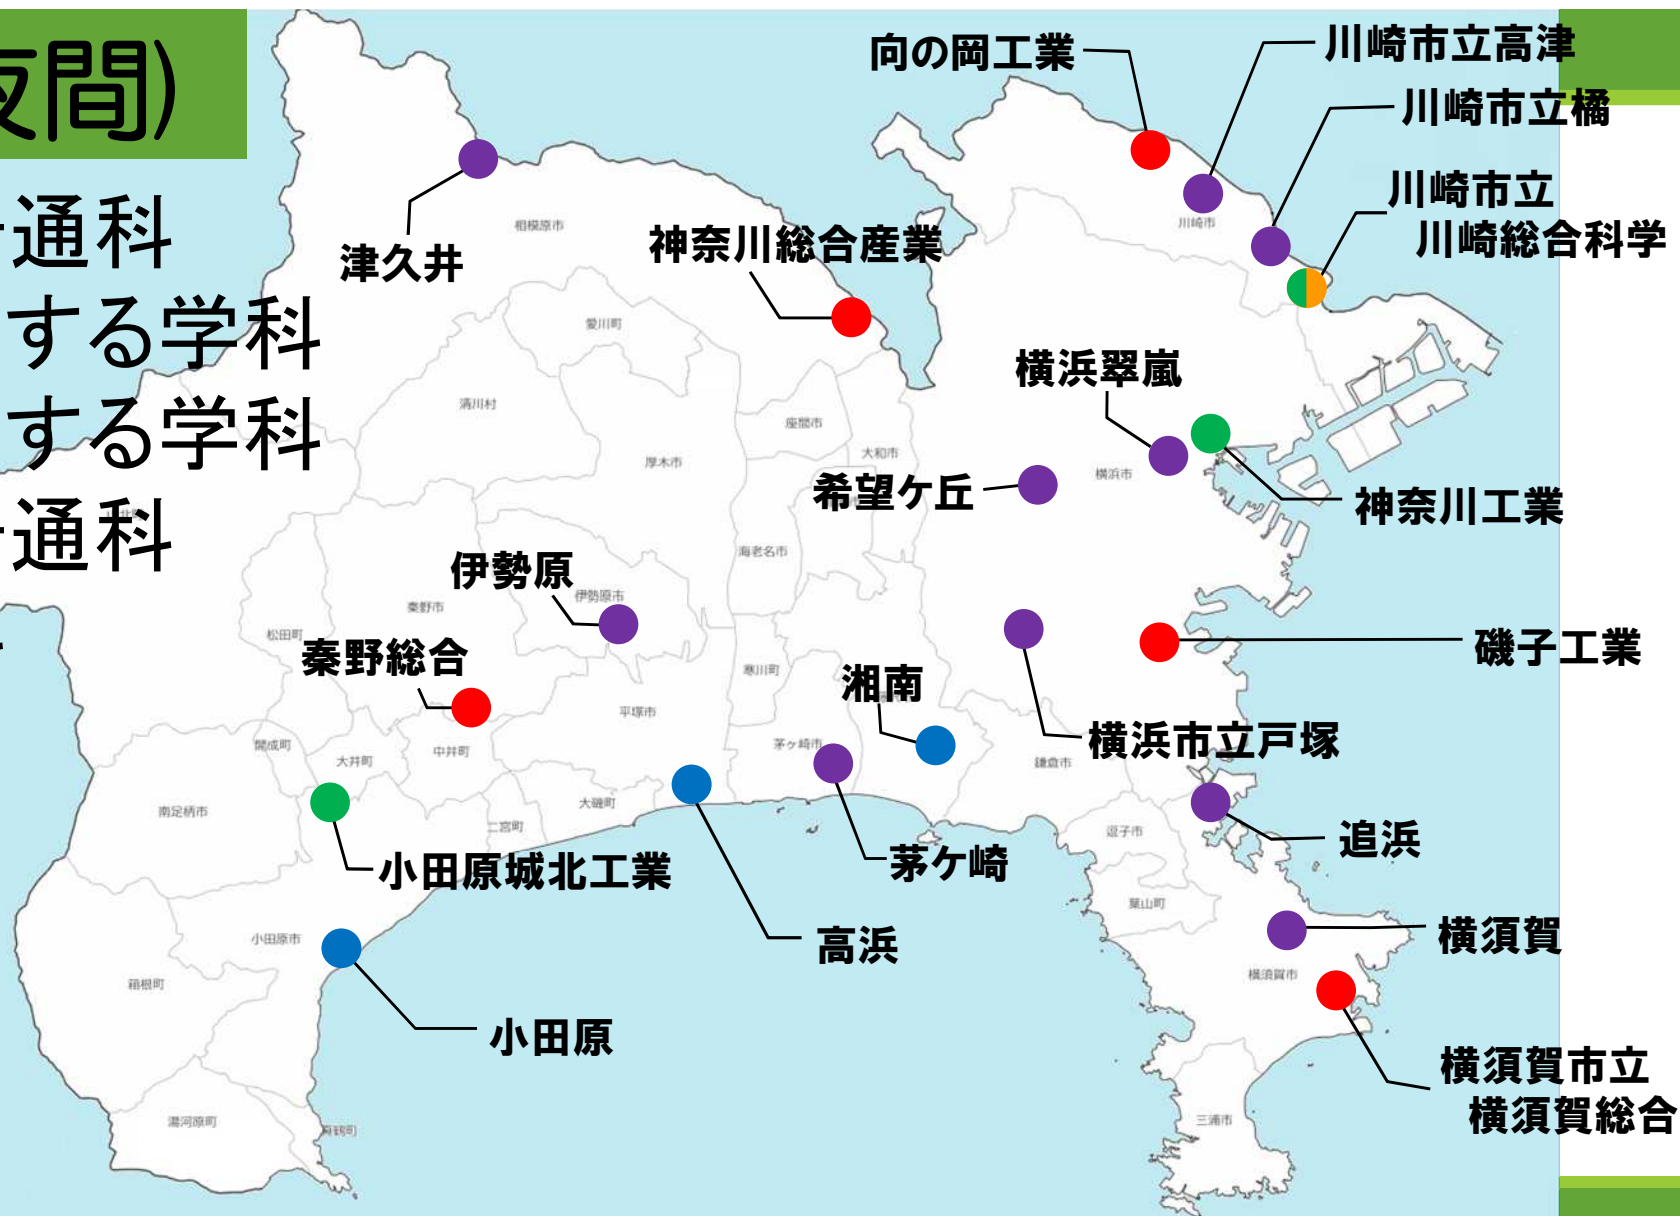 夜間)
通科
する学科
する学科
通科
向の岡工業
川崎市立高津
川崎市立橘
川崎市立
川崎総合科学
川崎市
相模原市
津久井
神奈川総合産業
愛川町
横浜翠嵐
清川村
座間市
大和市
厚木市
横浜市
希望ケ丘
神奈川工業
海老名市
伊勢原
伊勢原市
秦野市
松田町
秦野総合
寒川町
湘南
磯子工業
平塚市
開成町
中井町
大井町
茅ヶ崎市
鎌倉市
横浜市立戸塚
南足柄市
大磯町
二宮町
逗子市
追浜
小田原城北工業
茅ケ崎
葉山町
高浜
横須賀
小田原市
箱根町
横須賀市
小田原
横須賀市立
横須賀総合
湯河原町
真鶴町
三浦市